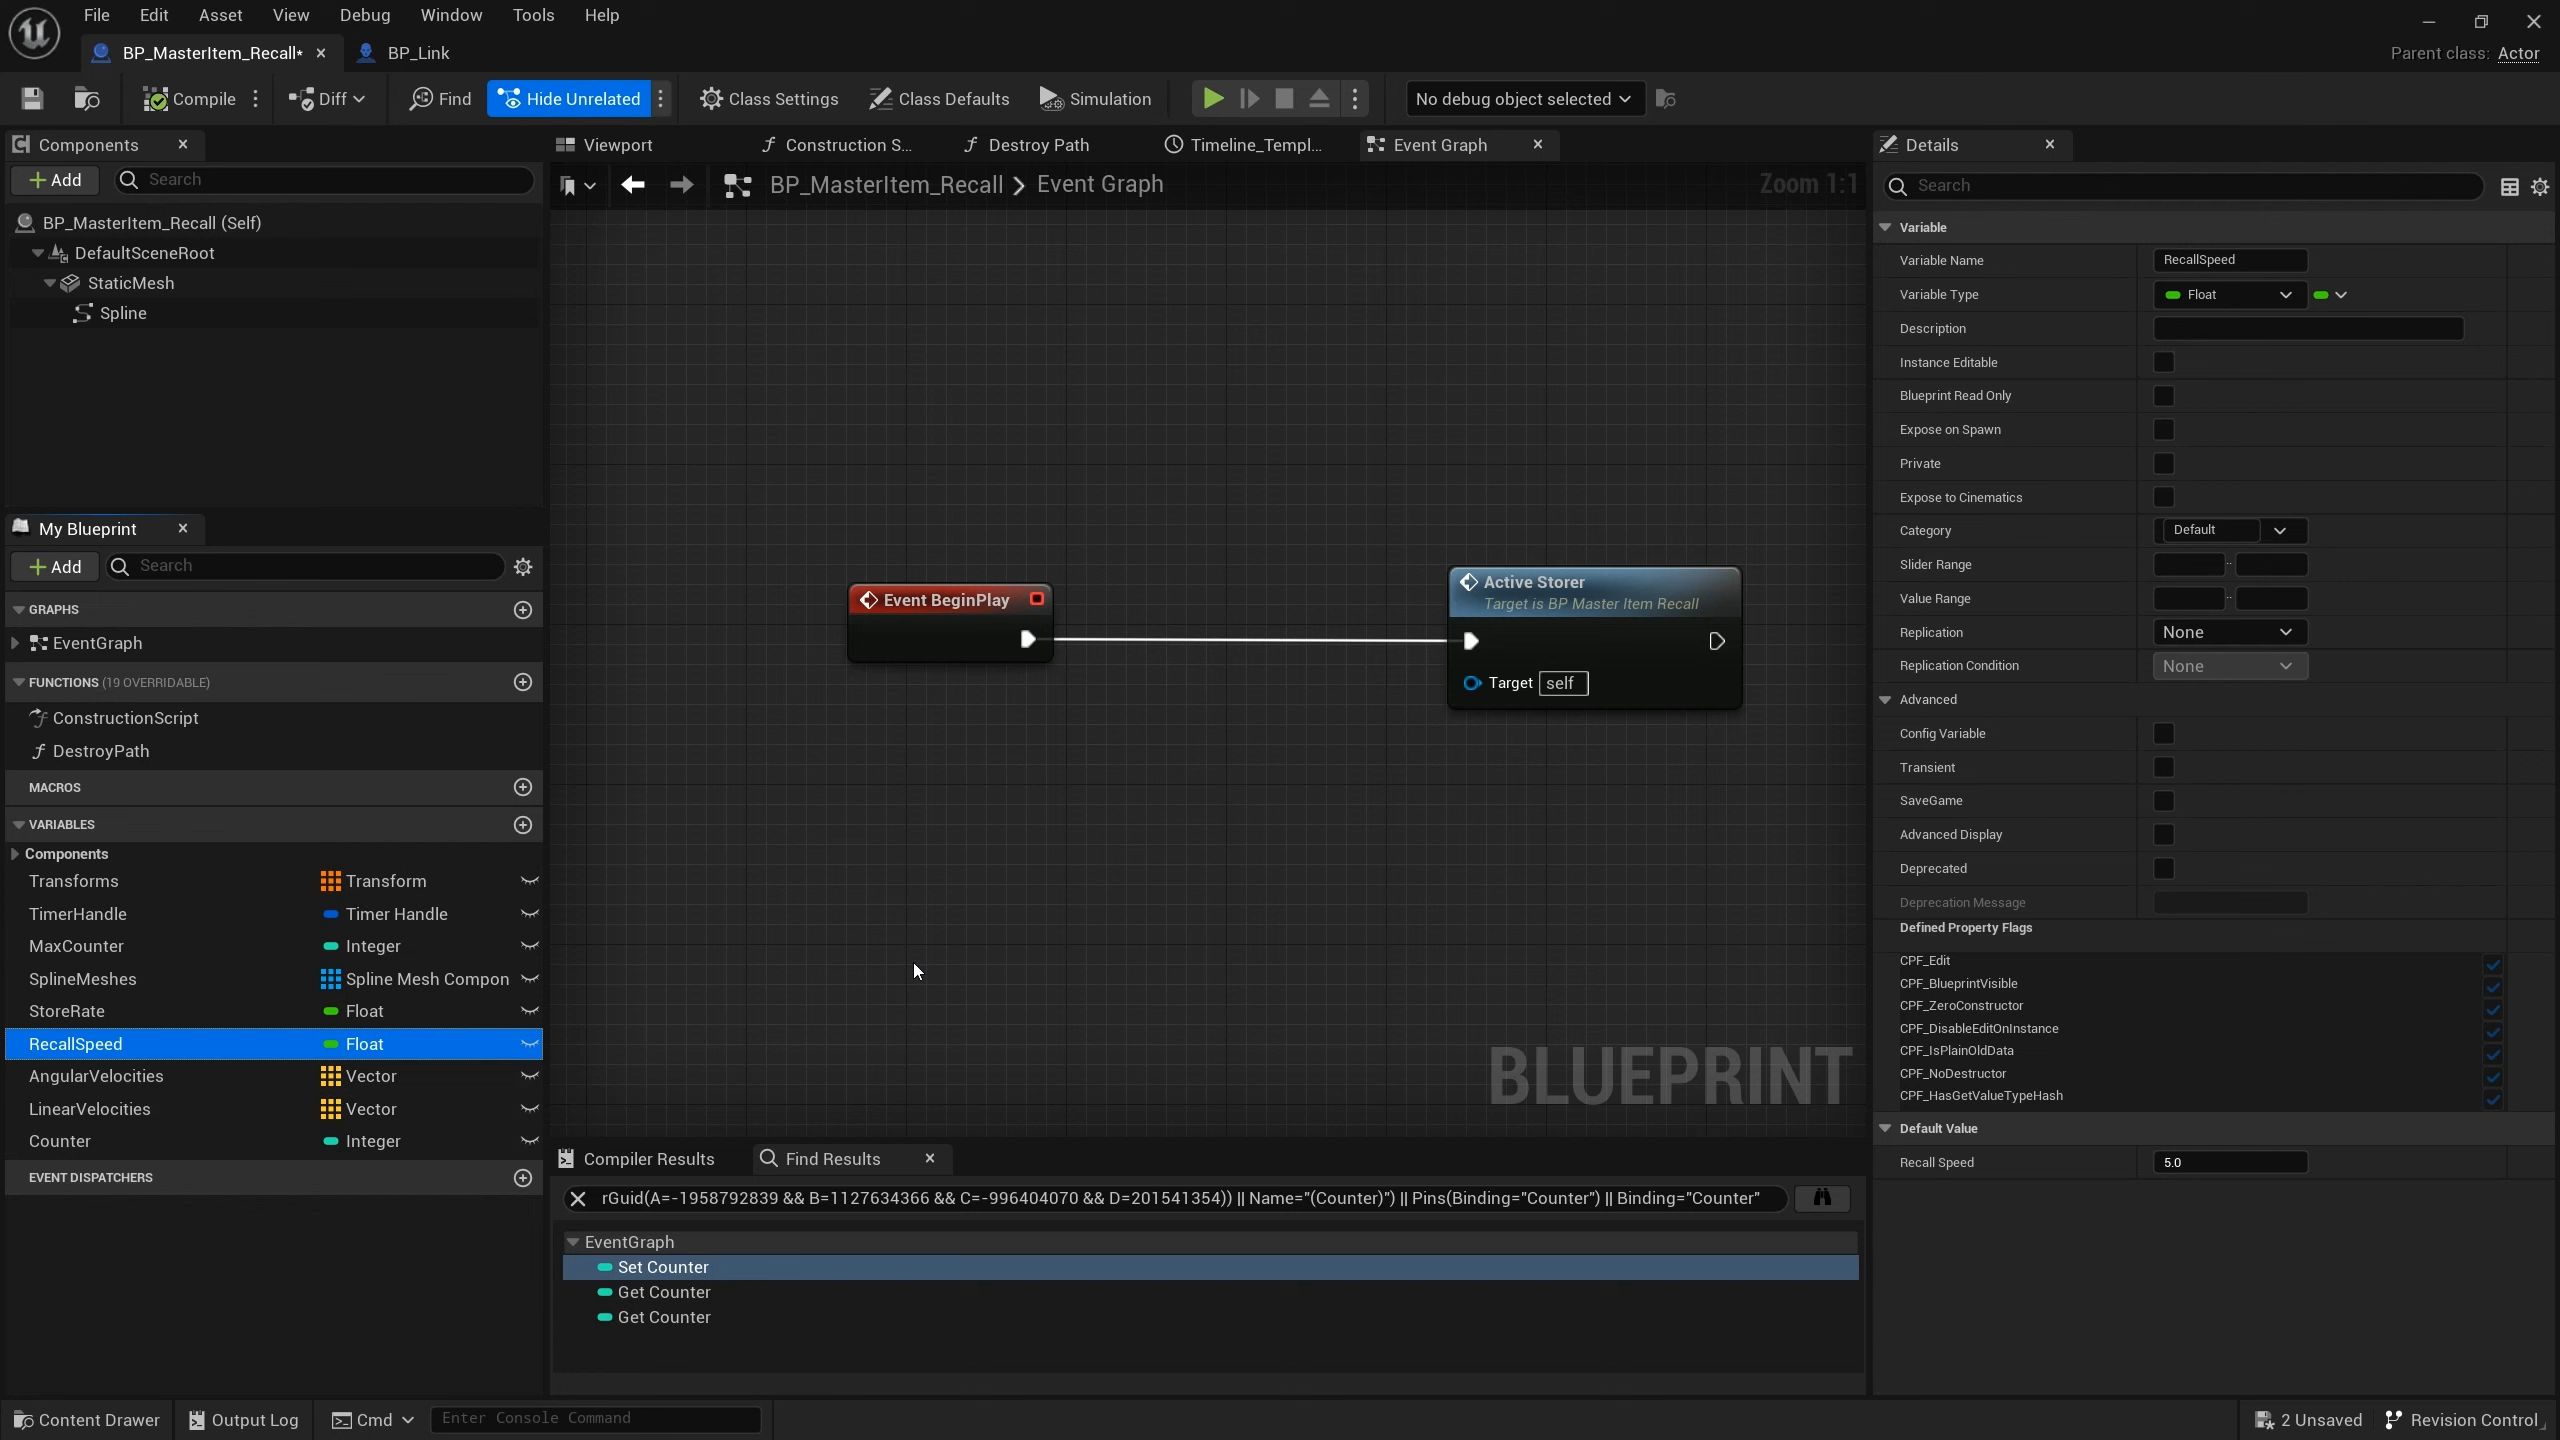 File Edit Asset View Debug Window Tools Help
BP_MasterItem_Recall* BP_Link
Parent class: Actor
Compile Diff Find Hide Unrelated Class Settings Class Defaults Simulation No debug object selected
Components
Add Search
BP_MasterItem_Recall (Self)
DefaultSceneRoot
StaticMesh
Spline
My Blueprint
Add Search
GRAPHS
EventGraph
FUNCTIONS (19 OVERRIDABLE)
ConstructionScript
DestroyPath
MACROS
VARIABLES
Components
Transforms Transform
TimerHandle Timer Handle
MaxCounter Integer
SplineMeshes Spline Mesh Compon
StoreRate Float
RecallSpeed Float
AngularVelocities Vector
LinearVelocities Vector
Counter Integer
EVENT DISPATCHERS
Viewport Construction S... Destroy Path Timeline_Templ... Event Graph
BP_MasterItem_Recall > Event Graph Zoom 1:1
Event BeginPlay
Active Storer
Target is BP Master Item Recall
Target self
BLUEPRINT
Compiler Results Find Results
rGuid(A=-1958792839 && B=1127634366 && C=-996404070 && D=201541354)) || Name="(Counter)") || Pins(Binding="Counter") || Binding="Counter"
EventGraph
Set Counter
Get Counter
Get Counter
Details
Search
Variable
Variable Name RecallSpeed
Variable Type Float
Description
Instance Editable
Blueprint Read Only
Expose on Spawn
Private
Expose to Cinematics
Category Default
Slider Range ..
Value Range ..
Replication None
Replication Condition None
Advanced
Config Variable
Transient
SaveGame
Advanced Display
Deprecated
Deprecation Message
Defined Property Flags
CPF_Edit
CPF_BlueprintVisible
CPF_ZeroConstructor
CPF_DisableEditOnInstance
CPF_IsPlainOldData
CPF_NoDestructor
CPF_HasGetValueTypeHash
Default Value
Recall Speed 5.0
Content Drawer Output Log Cmd Enter Console Command 2 Unsaved Revision Control